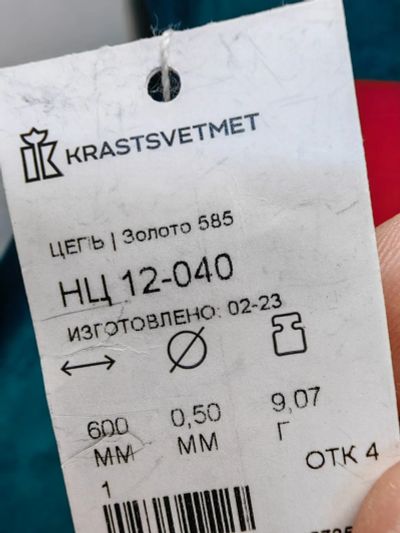 KRASTSVETMET
ЦЕПЬ | Золото 585
НЦ 12-040
ИЗГОТОВЛЕНО: 02-23
600 0,50 9,07
ММ ММ Г
ОТК 4
1